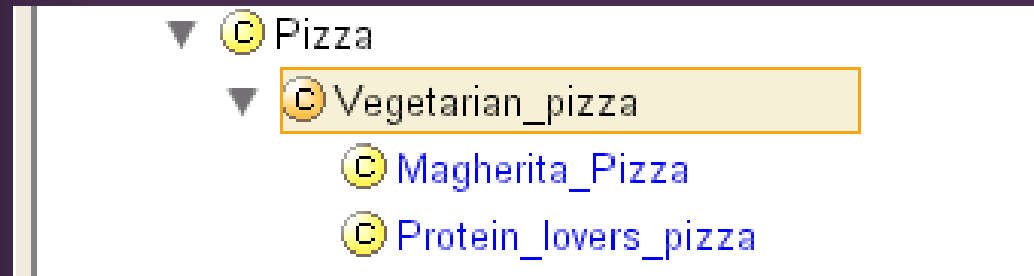 C Pizza
C Vegetarian_pizza
C Magherita_Pizza
C Protein_lovers_pizza